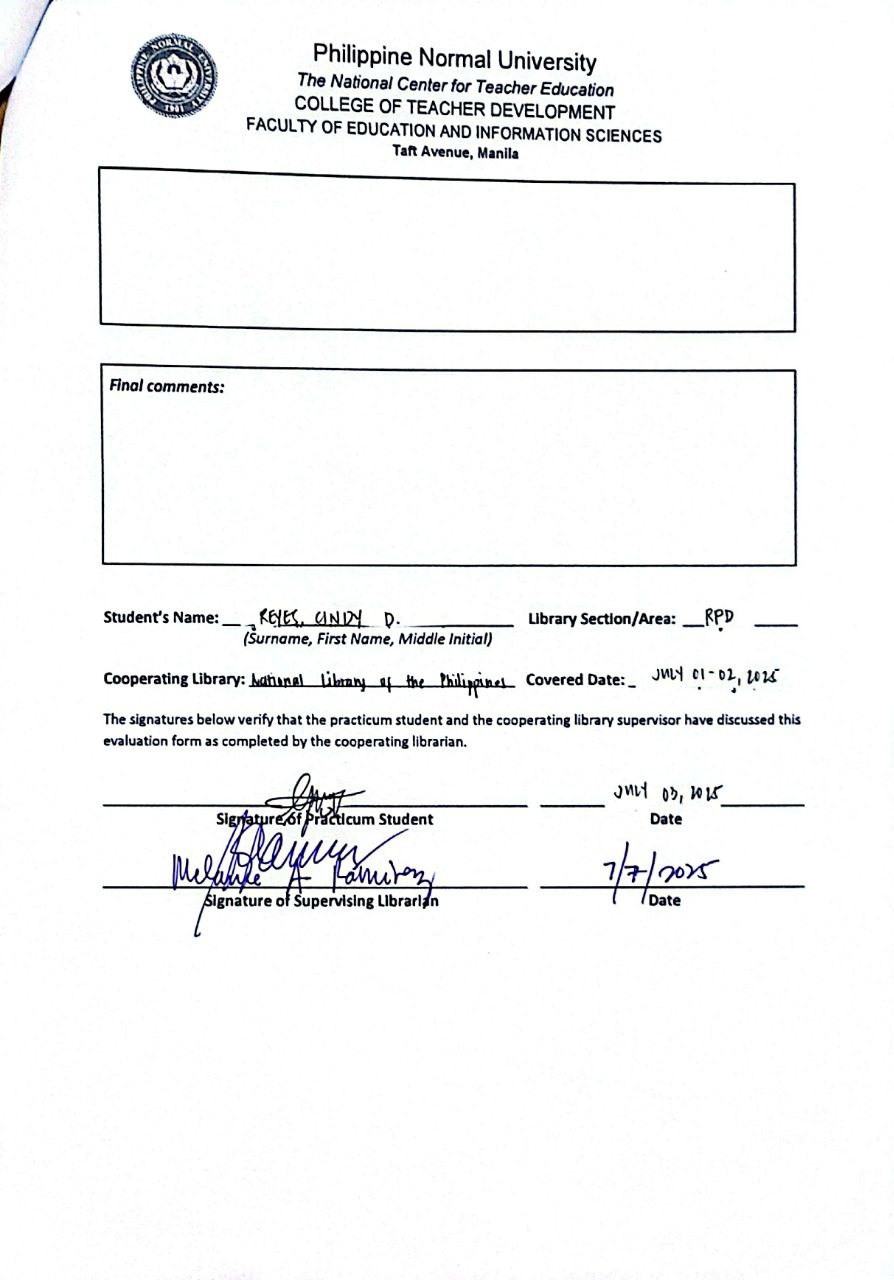 PHILIPPINE NORMAL UNIVERSITY
1901
Philippine Normal University
The National Center for Teacher Education
COLLEGE OF TEACHER DEVELOPMENT
FACULTY OF EDUCATION AND INFORMATION SCIENCES
Taft Avenue, Manila
Final comments:
Student's Name: REYES, CINDY D. Library Section/Area: RPD
(Surname, First Name, Middle Initial)
Cooperating Library: National Library of the Philippines Covered Date: JULY 01-02, 2025
The signatures below verify that the practicum student and the cooperating library supervisor have discussed this
evaluation form as completed by the cooperating librarian.
JULY 03, 2025
Signature of Practicum Student Date
Melanie A Ramirez 7/7/2025
Signature of Supervising Librarian Date